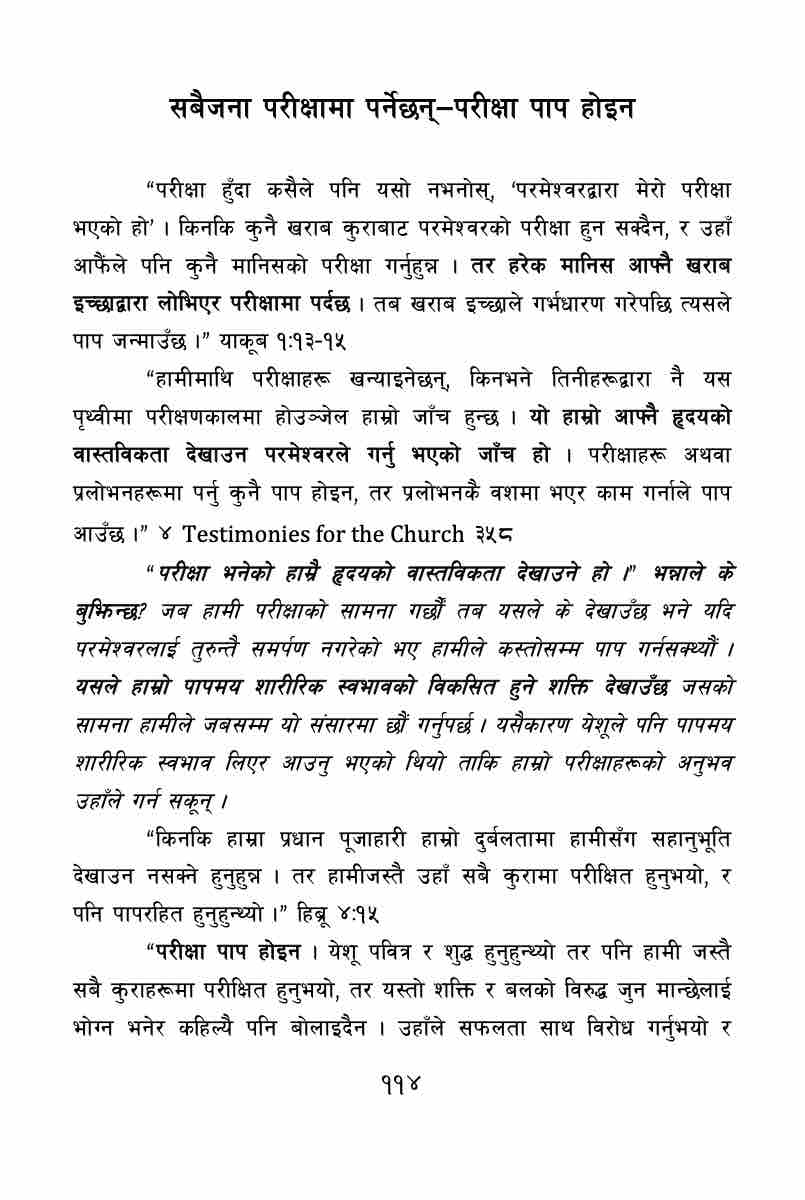 सबैजना परीक्षामा पर्नेछन्–परीक्षा पाप होइन
“परीक्षा हुँदा कसैले पनि यसो नभनोस्, ‘परमेश्वरद्वारा मेरो परीक्षा
भएको हो’ । किनकि कुनै खराब कुराबाट परमेश्वरको परीक्षा हुन सक्दैन, र उहाँ
आफैंले पनि कुनै मानिसको परीक्षा गर्नुहुन्न । तर हरेक मानिस आफ्नै खराब
इच्छाद्वारा लोभिएर परीक्षामा पर्दछ । तब खराब इच्छाले गर्भधारण गरेपछि त्यसले
पाप जन्माउँछ ।” याकूब १:१३-१५
“हामीमाथि परीक्षाहरू खन्याइनेछन्, किनभने तिनीहरूद्वारा नै यस
पृथ्वीमा परीक्षणकालमा होउञ्जेल हाम्रो जाँच हुन्छ । यो हाम्रो आफ्नै हृदयको
वास्तविकता देखाउन परमेश्वरले गर्नु भएको जाँच हो । परीक्षाहरू अथवा
प्रलोभनहरूमा पर्नु कुनै पाप होइन, तर प्रलोभनकै वशमा भएर काम गर्नाले पाप
आउँछ ।” ४ Testimonies for the Church ३५८
“परीक्षा भनेको हाम्रै हृदयको वास्तविकता देखाउने हो ।” भन्नाले के
बुझिन्छ? जब हामी परीक्षाको सामना गर्छौं तब यसले के देखाउँछ भने यदि
परमेश्वरलाई तुरुन्तै समर्पण नगरेको भए हामीले कस्तोसम्म पाप गर्नसक्थ्यौं ।
यसले हाम्रो पापमय शारीरिक स्वभावको विकसित हुने शक्ति देखाउँछ जसको
सामना हामीले जबसम्म यो संसारमा छौं गर्नुपर्छ । यसैकारण येशूले पनि पापमय
शारीरिक स्वभाव लिएर आउनु भएको थियो ताकि हाम्रो परीक्षाहरूको अनुभव
उहाँले गर्न सकून् ।
“किनकि हाम्रा प्रधान पूजाहारी हाम्रो दुर्बलतामा हामीसँग सहानुभूति
देखाउन नसक्ने हुनुहुन्न । तर हामीजस्तै उहाँ सबै कुरामा परीक्षित हुनुभयो, र
पनि पापरहित हुनुहुन्थ्यो ।” हिब्रू ४:१५
“परीक्षा पाप होइन । येशू पवित्र र शुद्ध हुनुहुन्थ्यो तर पनि हामी जस्तै
सबै कुराहरूमा परीक्षित हुनुभयो, तर यस्तो शक्ति र बलको विरुद्ध जुन मान्छेलाई
भोग्न भनेर कहिल्यै पनि बोलाइदैन । उहाँले सफलता साथ विरोध गर्नुभयो र
११४